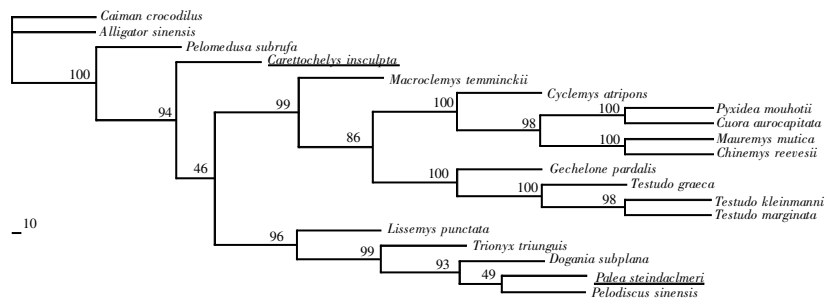 Caiman crocodilus
Alligator sinensis
Pelomedusa subrufa
100
Carettochelys insculpta
94
Macroclemys temminckii
99
Cyclemys atripons
100
Pyxidea mouhotii
100
Cuora aurocapitata
98
Mauremys mutica
100
Chinemys reevesii
86
Gechelone pardalis
100
Testudo graeca
100
Testudo kleinmanni
98
Testudo marginata
46
10
Lissemys punctata
96
Trionyx triunguis
99
Dogania subplana
93
Palea steindaclmeri
49
Pelodiscus sinensis